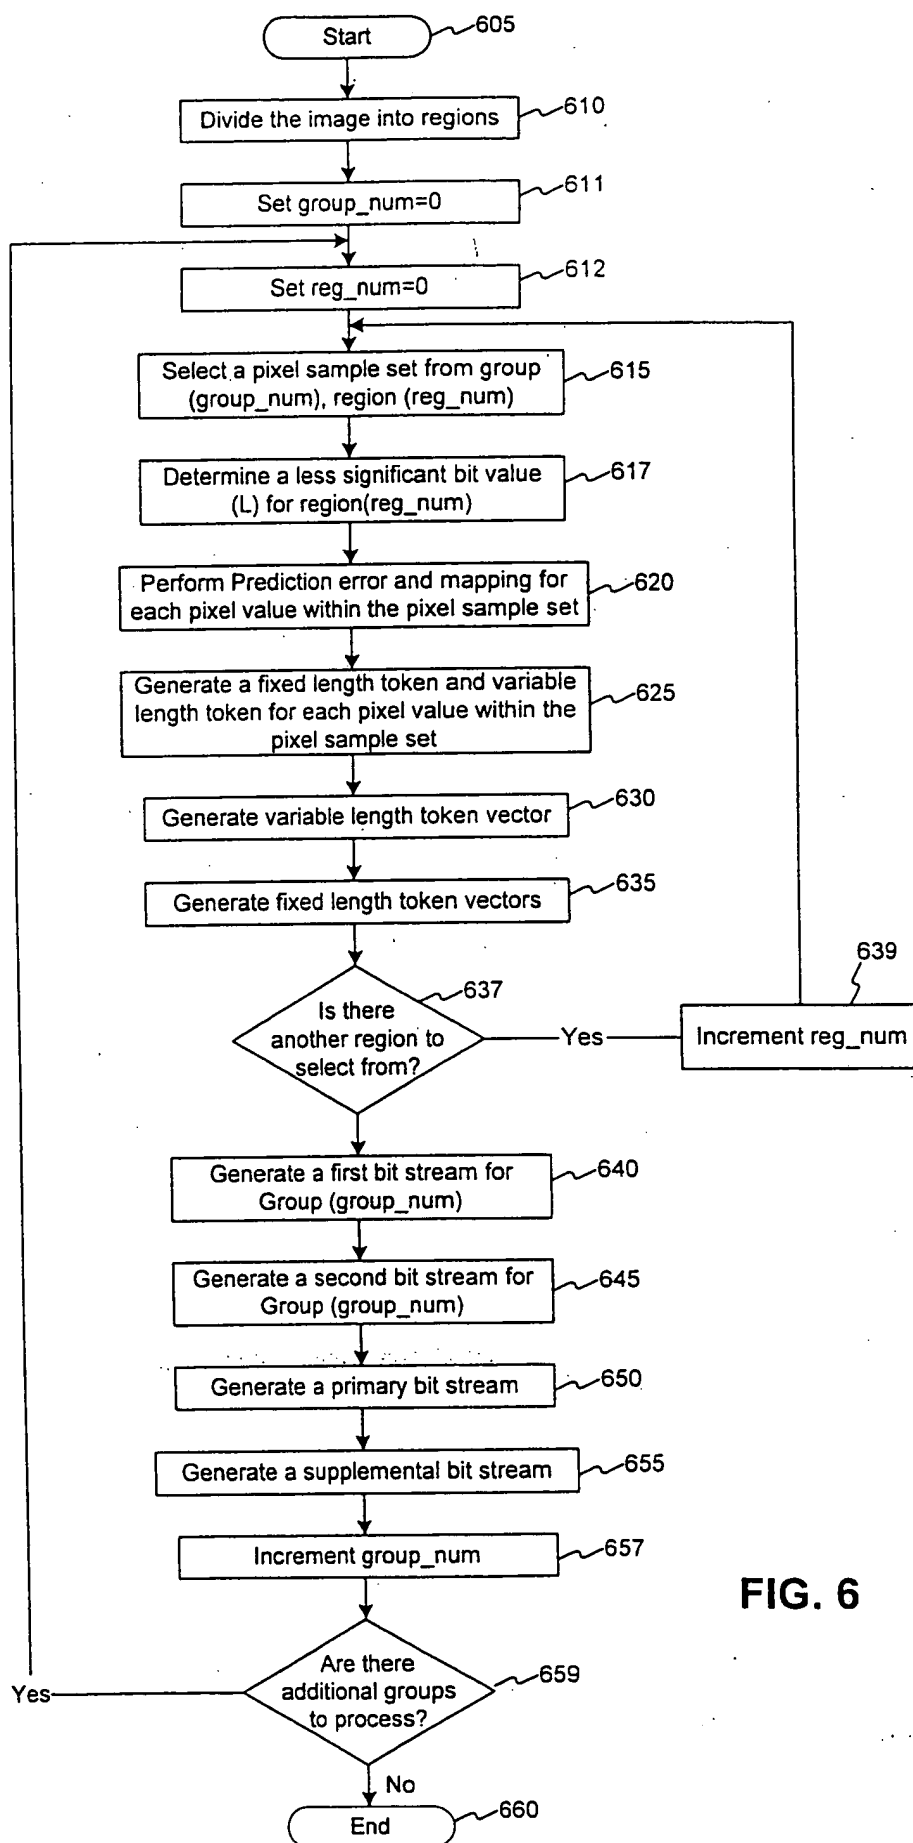 Start
605
Divide the image into regions
610
Set group_num=0
611
Set reg_num=0
612
Select a pixel sample set from group
(group_num), region (reg_num)
615
Determine a less significant bit value
(L) for region(reg_num)
617
Perform Prediction error and mapping for
each pixel value within the pixel sample set
620
Generate a fixed length token and variable
length token for each pixel value within the
pixel sample set
625
Generate variable length token vector
630
Generate fixed length token vectors
635
Is there
another region to
select from?
637
Yes
Increment reg_num
639
Generate a first bit stream for
Group (group_num)
640
Generate a second bit stream for
Group (group_num)
645
Generate a primary bit stream
650
Generate a supplemental bit stream
655
Increment group_num
657
FIG. 6
Are there
additional groups
to process?
659
Yes
No
End
660